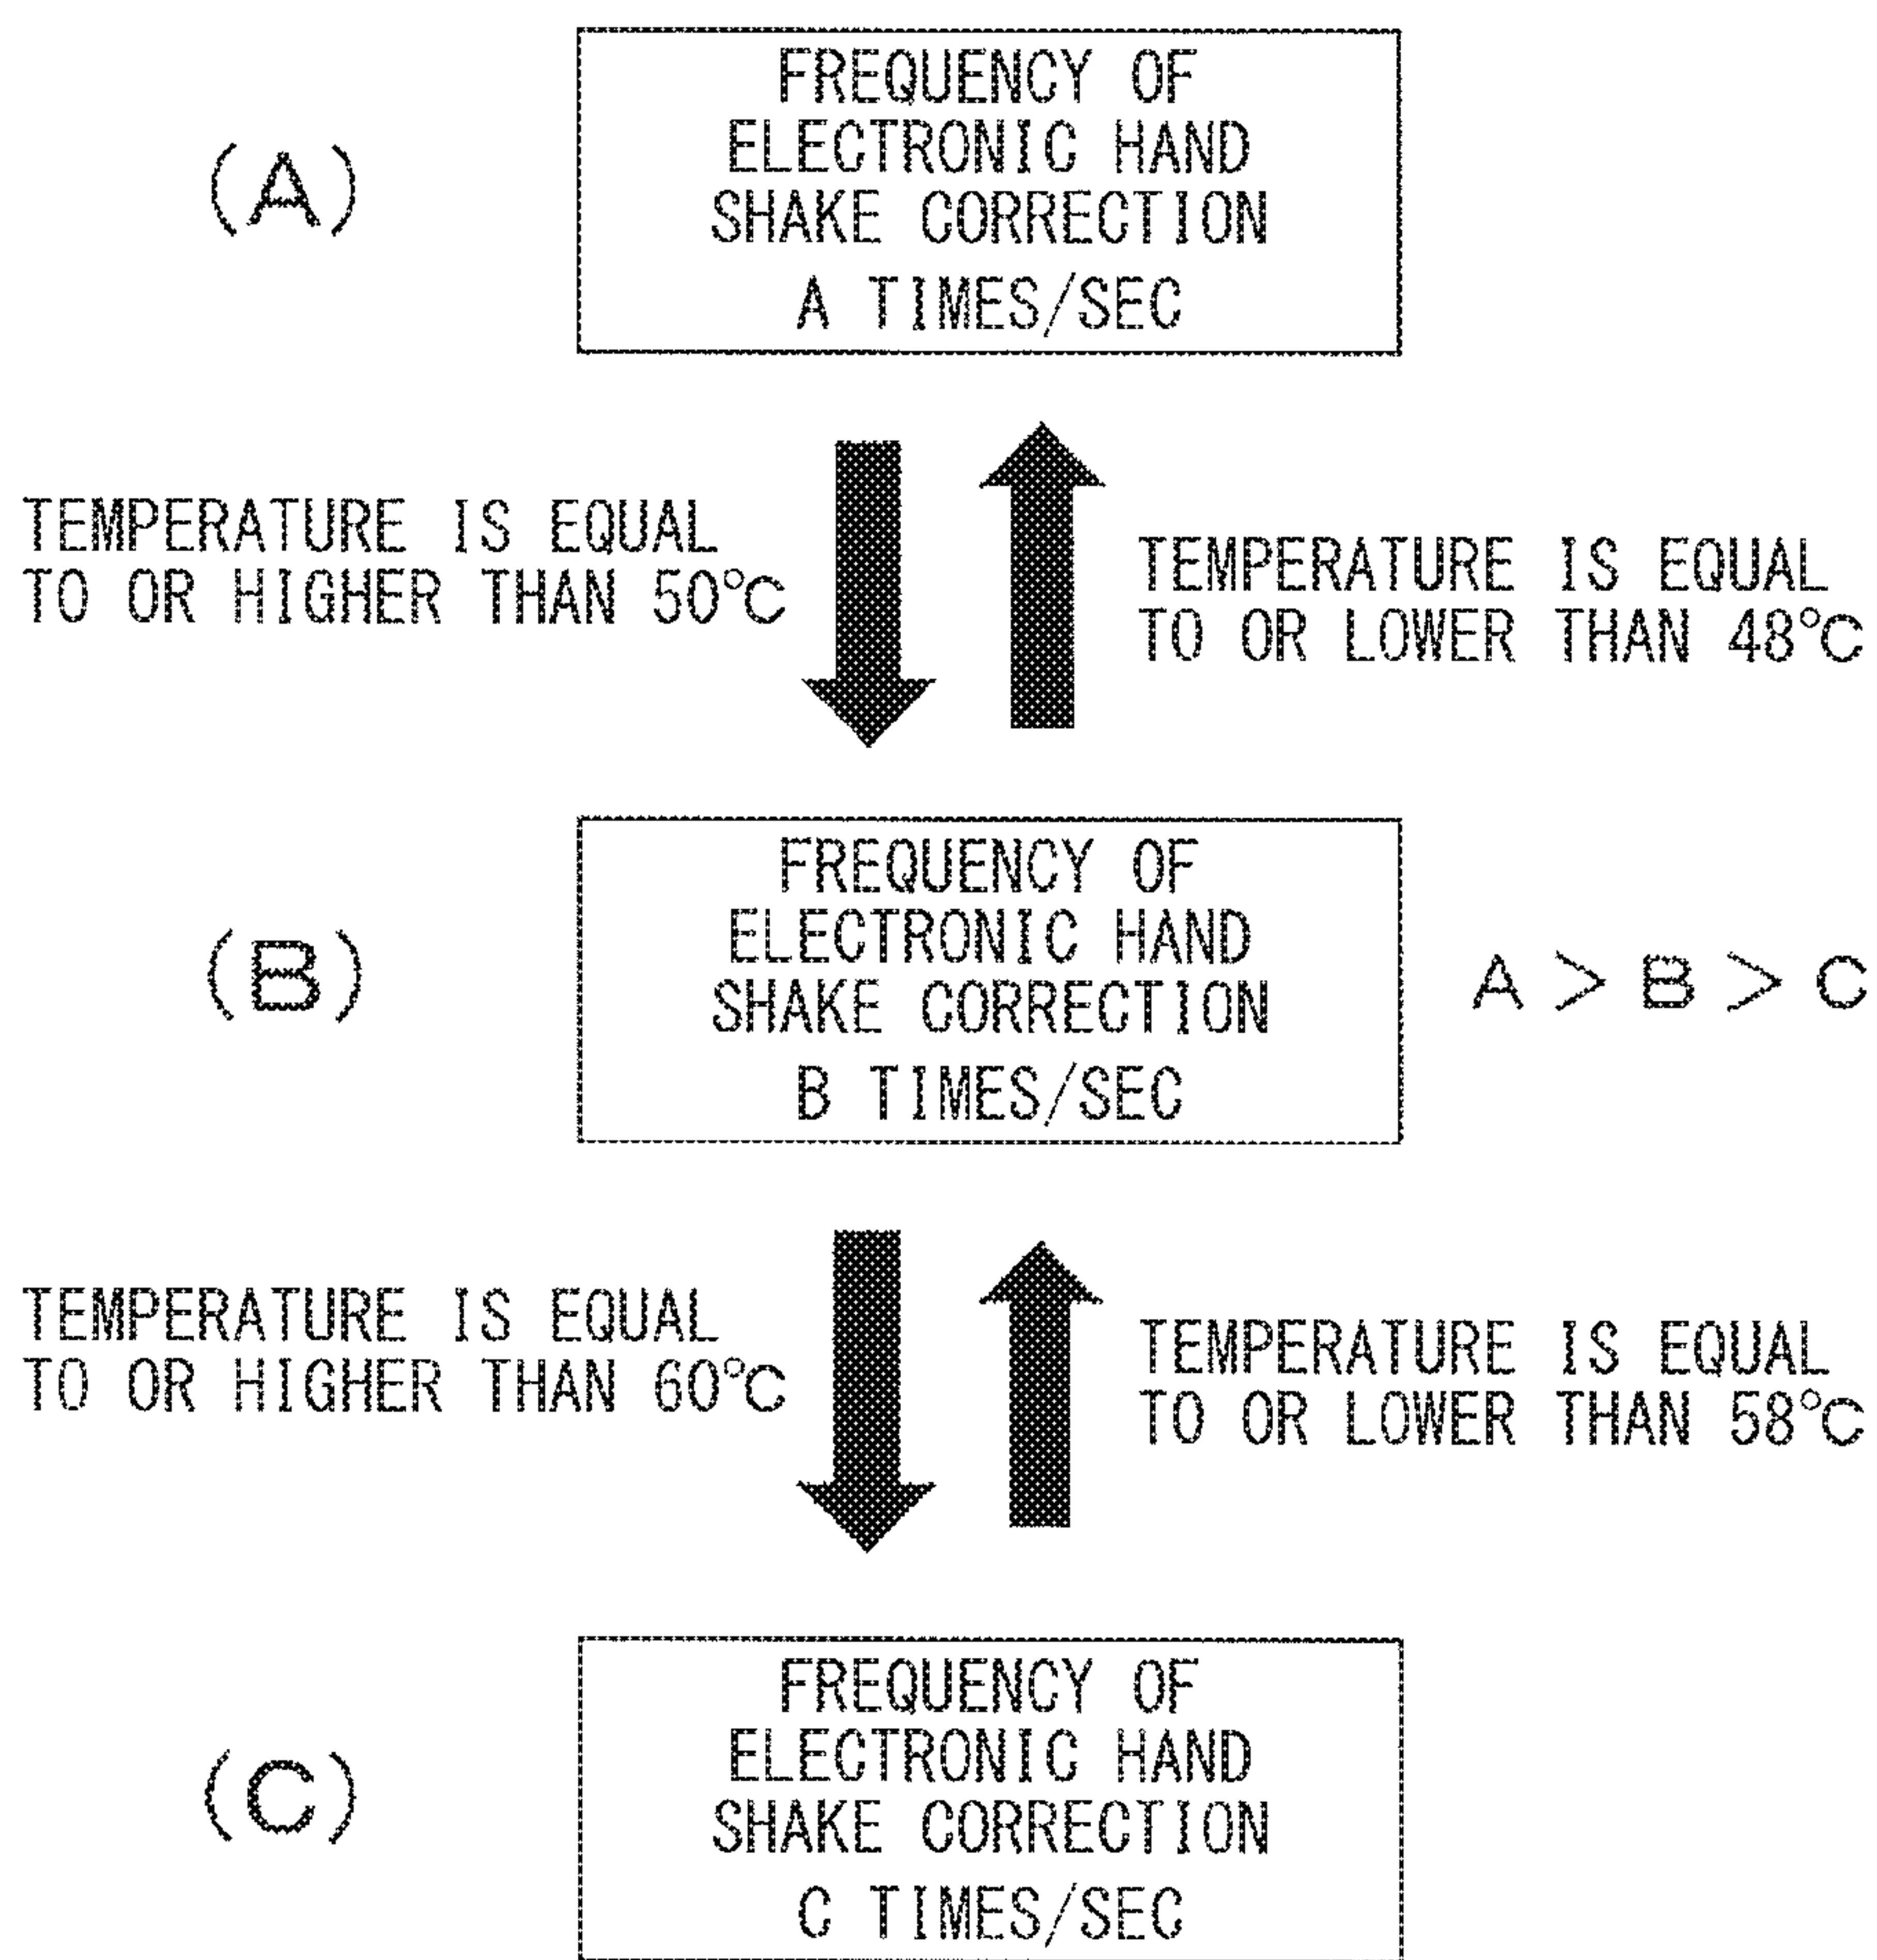 (A)
FREQUENCY OF
ELECTRONIC HAND
SHAKE CORRECTION
A TIMES/SEC
TEMPERATURE IS EQUAL
TO OR HIGHER THAN 50°C
TEMPERATURE IS EQUAL
TO OR LOWER THAN 48°C
(B)
FREQUENCY OF
ELECTRONIC HAND
SHAKE CORRECTION
B TIMES/SEC
A > B > C
TEMPERATURE IS EQUAL
TO OR HIGHER THAN 60°C
TEMPERATURE IS EQUAL
TO OR LOWER THAN 58°C
(C)
FREQUENCY OF
ELECTRONIC HAND
SHAKE CORRECTION
C TIMES/SEC